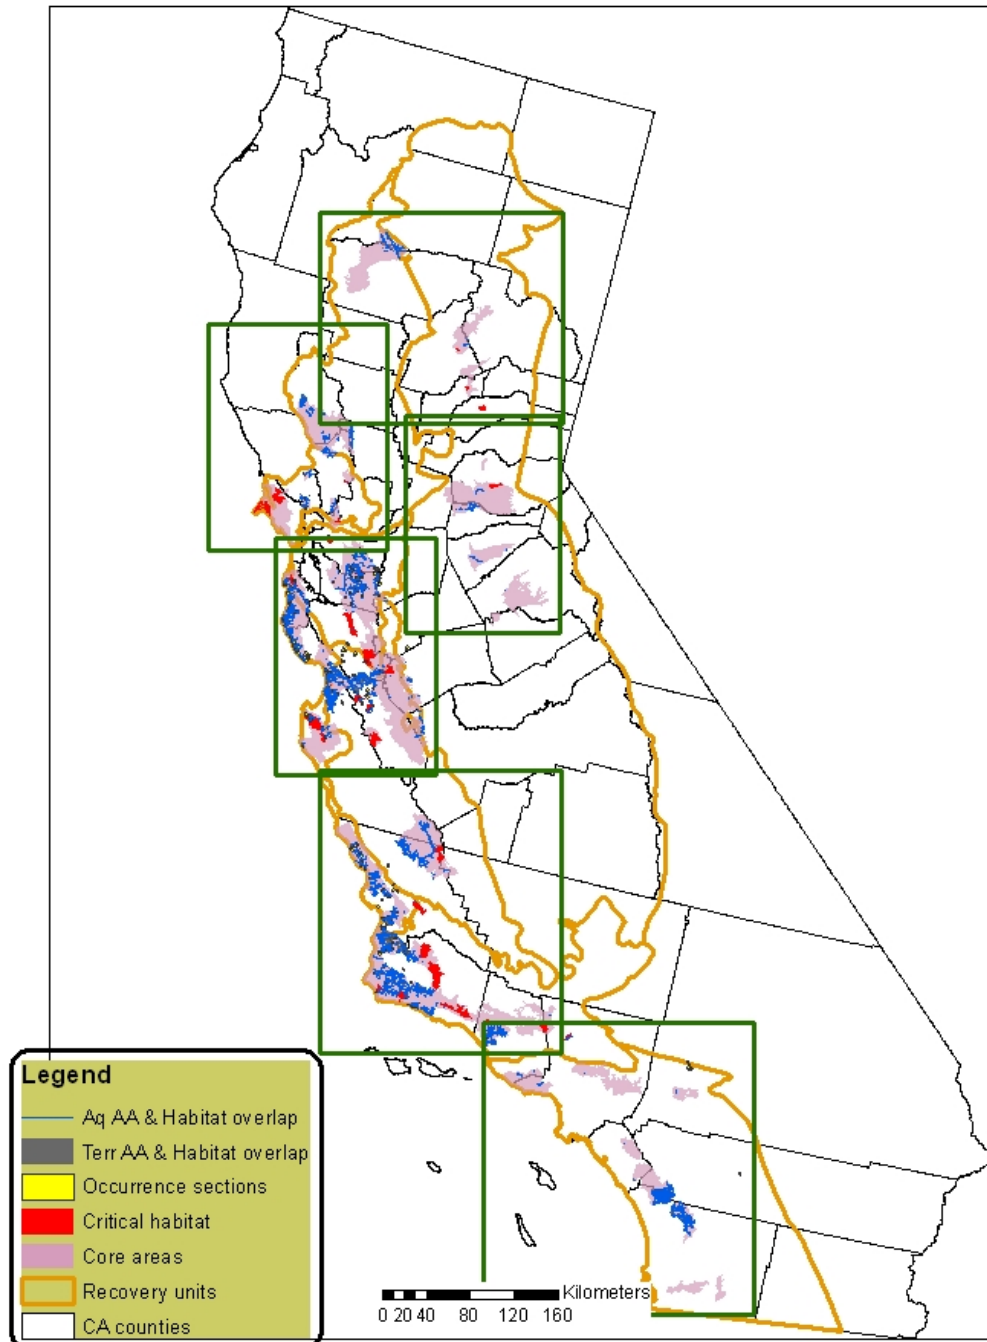 Legend
Aq AA & Habitat overlap
Terr AA & Habitat overlap
Occurrence sections
Critical habitat
Core areas
Recovery units
CA counties
Kilometers
0 20 40 80 120 160